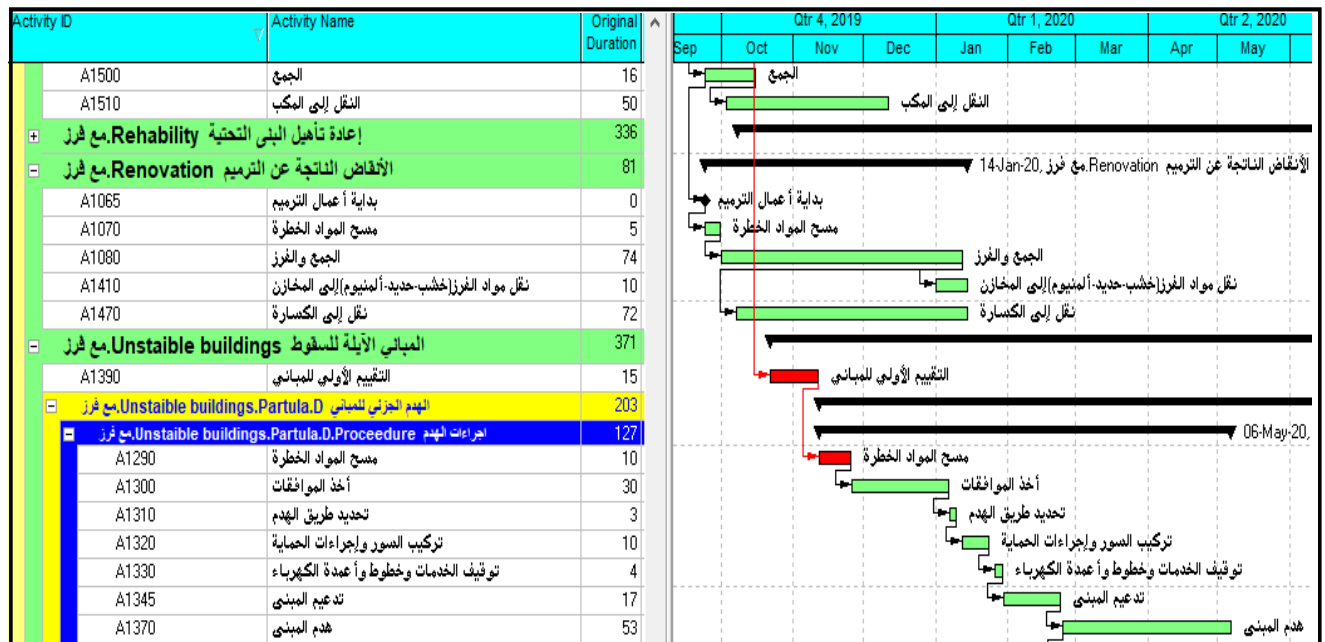 Activity ID Activity Name Original Duration Qtr 4, 2019 Qtr 1, 2020 Qtr 2, 2020
Sep Oct Nov Dec Jan Feb Mar Apr May
A1500 الجمع 16 الجمع
A1510 النقل إلى المكب 50 النقل إلى المكب
إعادة تأهيل البنى التحتية Rehability.مع فرز 336
الأنقاض الناتجة عن الترميم Renovation.مع فرز 81 14-Jan-20, الأنقاض الناتجة عن الترميم Renovation.مع فرز
A1065 بداية أعمال الترميم 0 بداية أعمال الترميم
A1070 مسح المواد الخطرة 5 مسح المواد الخطرة
A1080 الجمع والفرز 74 الجمع والفرز
A1410 نقل مواد الفرز(خشب-حديد-ألمنيوم)إلى المخازن 10 نقل مواد الفرز(خشب-حديد-ألمنيوم)إلى المخازن
A1470 نقل إلى الكسارة 72 نقل إلى الكسارة
المباني الآيلة للسقوط Unstaible buildings.مع فرز 371
A1390 التقييم الأولي للمباني 15 التقييم الأولي للمباني
الهدم الجزئي للمباني Unstaible buildings.Partula.D.مع فرز 203
اجراءات الهدم Unstaible buildings.Partula.D.Proceedure.مع فرز 127 06-May-20,
A1290 مسح المواد الخطرة 10 مسح المواد الخطرة
A1300 أخذ الموافقات 30 أخذ الموافقات
A1310 تحديد طريق الهدم 3 تحديد طريق الهدم
A1320 تركيب السور وإجراءات الحماية 10 تركيب السور وإجراءات الحماية
A1330 توقيف الخدمات وخطوط وأعمدة الكهرباء 4 توقيف الخدمات وخطوط وأعمدة الكهرباء
A1345 تدعيم المبنى 17 تدعيم المبنى
A1370 هدم المبنى 53 هدم المبنى